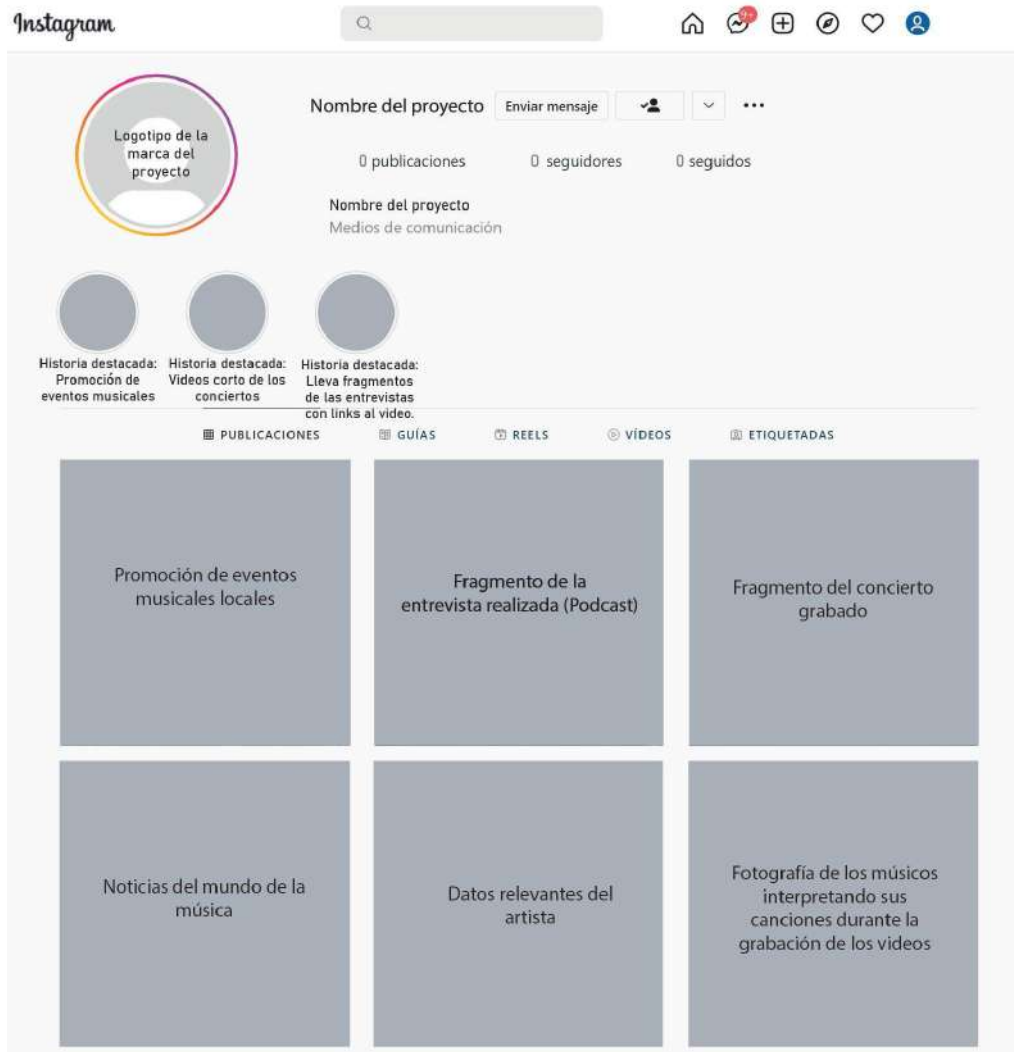 Instagram
9+
Nombre del proyecto
Enviar mensaje
Logotipo de la
marca del
proyecto
0 publicaciones
0 seguidores
0 seguidos
Nombre del proyecto
Medios de comunicación
Historia destacada:
Promoción de
eventos musicales
Historia destacada:
Videos corto de los
conciertos
Historia destacada:
Lleva fragmentos
de las entrevistas
con links al video.
PUBLICACIONES
GUÍAS
REELS
VÍDEOS
ETIQUETADAS
Promoción de eventos
musicales locales
Fragmento de la
entrevista realizada (Podcast)
Fragmento del concierto
grabado
Noticias del mundo de la
música
Datos relevantes del
artista
Fotografía de los músicos
interpretando sus
canciones durante la
grabación de los videos